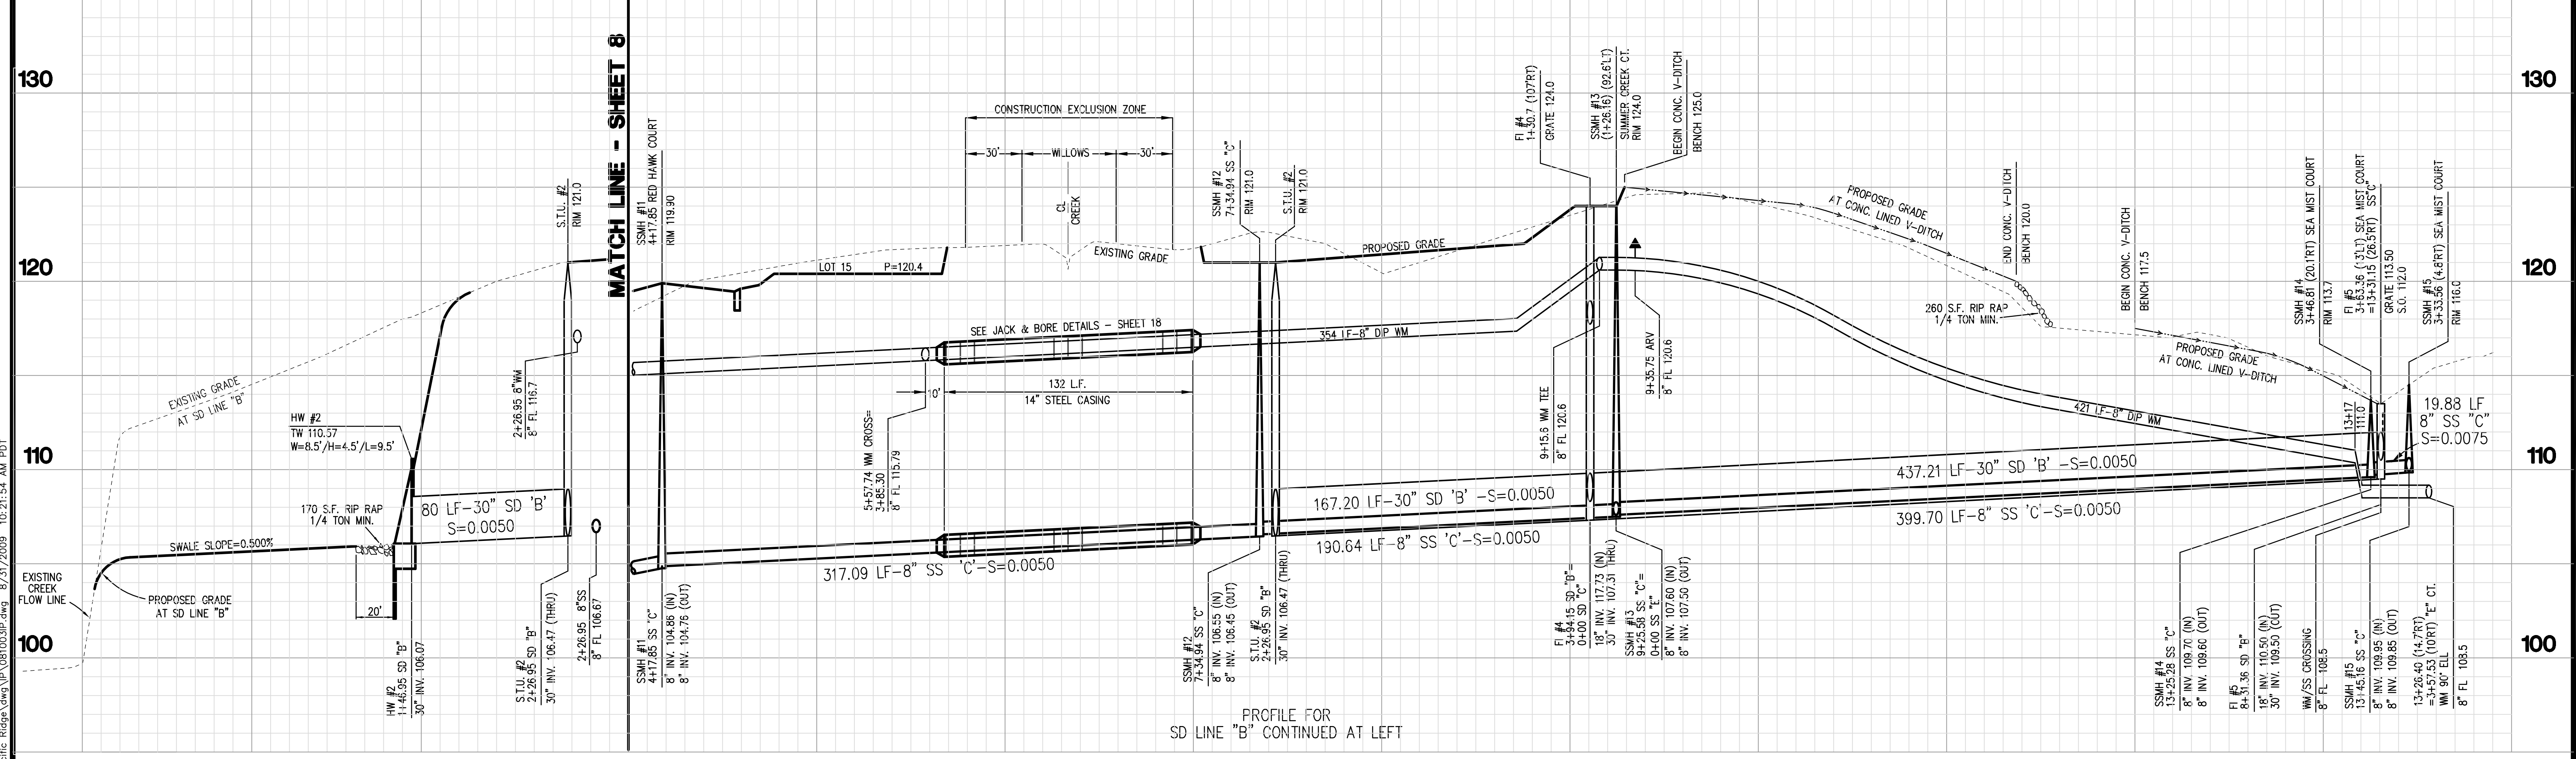 130
120
110
100
130
120
110
100
cific Ridge\dwg\IP\081003IP.dwg 8/31/2009 10:21:54 AM PDT
EXISTING GRADE
AT SD LINE "B"
HW #2
TW 110.57
W=8.5'/H=4.5'/L=9.5'
170 S.F. RIP RAP
1/4 TON MIN.
SWALE SLOPE=0.500%
EXISTING
CREEK
FLOW LINE
PROPOSED GRADE
AT SD LINE "B"
20'
HW #2
1+46.95 SD "B"
30" INV. 106.07
80 LF-30" SD 'B'
S=0.0050
S.T.U. #2
RIM 121.0
2+26.95 8"WM
8" FL 116.7
S.T.U. #2
2+26.95 SD "B"
30" INV. 106.47 (THRU)
2+26.95 8"SS
8" FL 106.67
MATCH LINE - SHEET 8
SSMH #11
4+17.85 RED HAWK COURT
RIM 119.90
SSMH #11
4+17.85 SS "C"
8" INV. 104.86 (IN)
8" INV. 104.76 (OUT)
LOT 15 P=120.4
CONSTRUCTION EXCLUSION ZONE
30'
WILLOWS
30'
CL
CREEK
EXISTING GRADE
SEE JACK & BORE DETAILS - SHEET 18
10'
132 L.F.
14" STEEL CASING
5+57.74 WM CROSS=
3+85.30
8" FL 115.79
317.09 LF-8" SS 'C'-S=0.0050
SSMH #12
7+34.94 SS "C"
RIM 121.0
S.T.U. #2
RIM 121.0
PROPOSED GRADE
354 LF-8" DIP WM
167.20 LF-30" SD 'B' -S=0.0050
190.64 LF-8" SS 'C'-S=0.0050
SSMH #12
7+34.94 SS "C"
8" INV. 106.55 (IN)
8" INV. 106.45 (OUT)
S.T.U. #2
2+26.95 SD "B"
30" INV. 106.47 (THRU)
PROFILE FOR
SD LINE "B" CONTINUED AT LEFT
FI #4
1+30.7 (107'RT)
GRATE 124.0
SSMH #13
(1+26.16) (92.6'LT)
SUMMER CREEK CT.
RIM 124.0
BEGIN CONC. V-DITCH
BENCH 125.0
9+15.6 WM TEE
8" FL 120.6
9+35.75 ARV
8" FL 120.6
FI #4
3+94.15 SD "B"=
0+00 SD "C"
18" INV. 117.73 (IN)
30" INV. 107.31 THRU)
SSMH #13
9+25.58 SS "C"=
0+00 SS "E"
8" INV. 107.60 (IN)
8" INV. 107.50 (OUT)
PROPOSED GRADE
AT CONC. LINED V-DITCH
END CONC. V-DITCH
BENCH 120.0
260 S.F. RIP RAP
1/4 TON MIN.
BEGIN CONC. V-DITCH
BENCH 117.5
PROPOSED GRADE
AT CONC. LINED V-DITCH
421 LF-8" DIP WM
437.21 LF-30" SD 'B' -S=0.0050
399.70 LF-8" SS 'C'-S=0.0050
SSMH #14
3+46.81 (20.1'RT) SEA MIST COURT
RIM 113.7
FI #5
3+63.36 (13'LT) SEA MIST COURT
=13+31.15 (26.5'RT) SS"C"
GRATE 113.50
S.O. 112.0
SSMH #15
3+33.56 (4.8'RT) SEA MIST COURT
RIM 116.0
13+17
111.0
19.88 LF
8" SS "C"
S=0.0075
SSMH #14
13+25.28 SS "C"
8" INV. 109.70 (IN)
8" INV. 109.60 (OUT)
FI #5
8+31.36 SD "B"
18" INV. 110.50 (IN)
30" INV. 109.50 (OUT)
WM/SS CROSSING
8" FL 108.5
SSMH #15
13+45.16 SS "C"
8" INV. 109.95 (IN)
8" INV. 109.85 (OUT)
13+26.40 (14.7'RT)
=3+57.53 (10'RT) "E" CT.
WM 90° ELL
8" FL 108.5